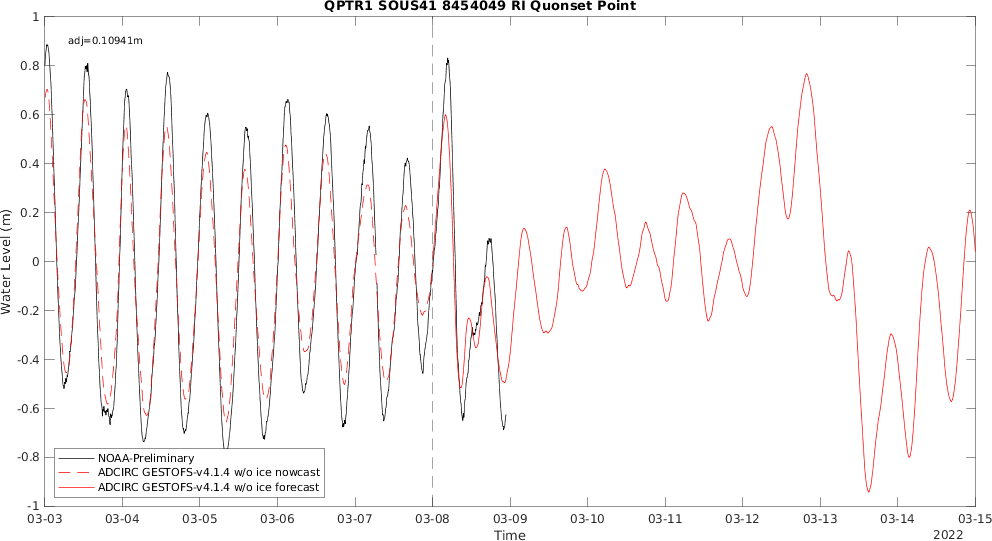 QPTR1 SOUS41 8454049 RI Quonset Point
adj=0.10941m
1
0.8
0.6
0.4
0.2
0
-0.2
-0.4
-0.6
-0.8
-1
Water Level (m)
NOAA-Preliminary
ADCIRC GESTOFS-v4.1.4 w/o ice nowcast
ADCIRC GESTOFS-v4.1.4 w/o ice forecast
03-03 03-04 03-05 03-06 03-07 03-08 03-09 03-10 03-11 03-12 03-13 03-14 03-15
Time
2022